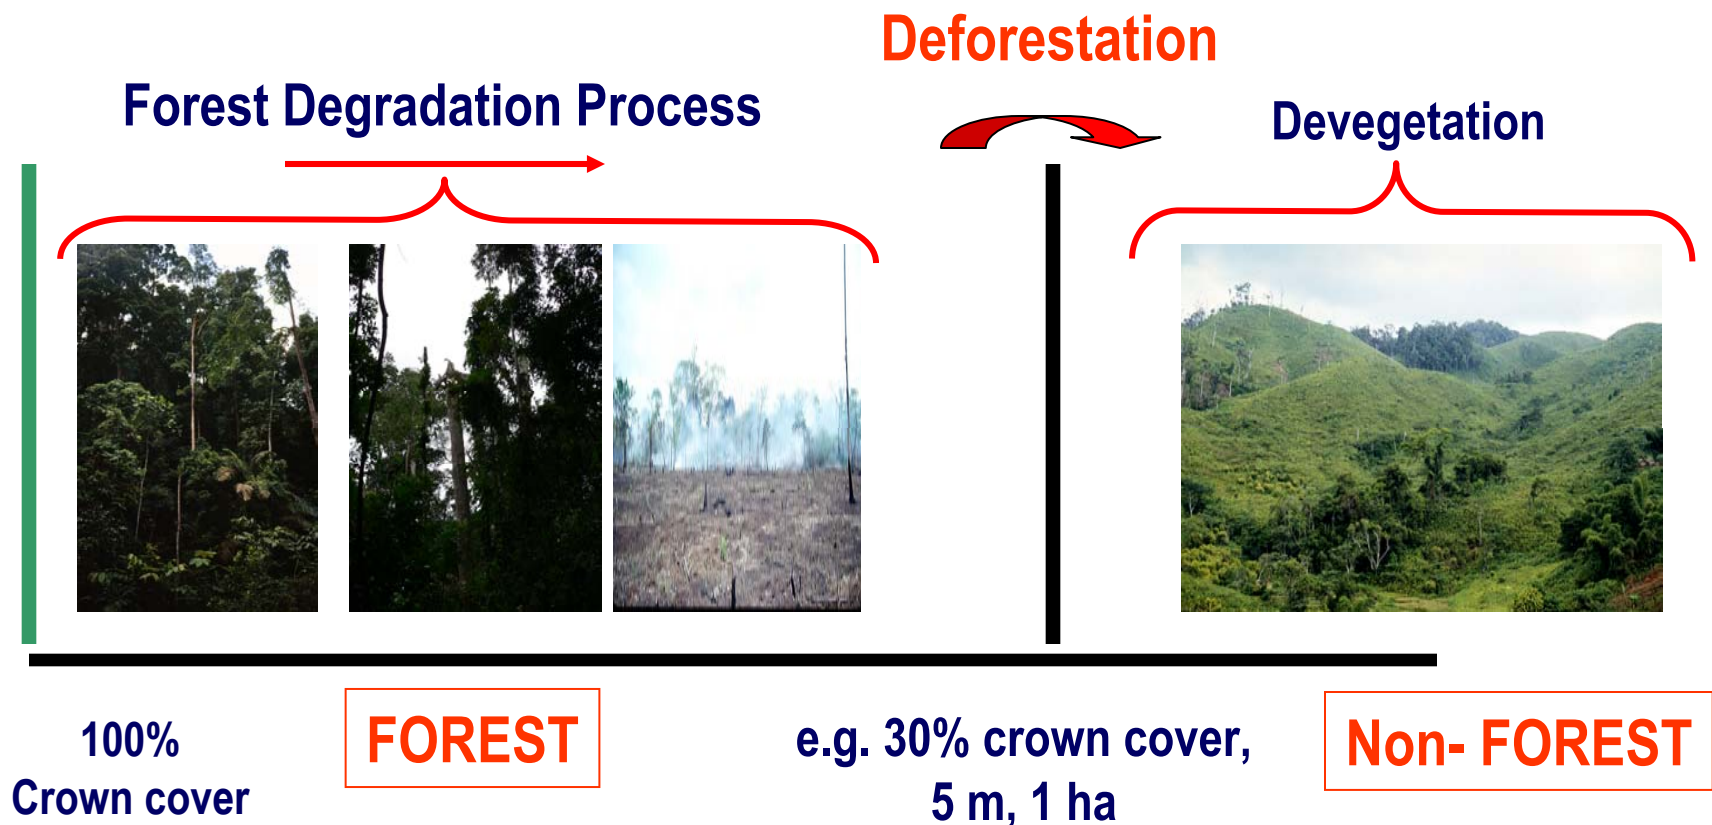 Deforestation
Forest Degradation Process
Devegetation
100%
Crown cover
FOREST
e.g. 30% crown cover,
5 m, 1 ha
Non- FOREST